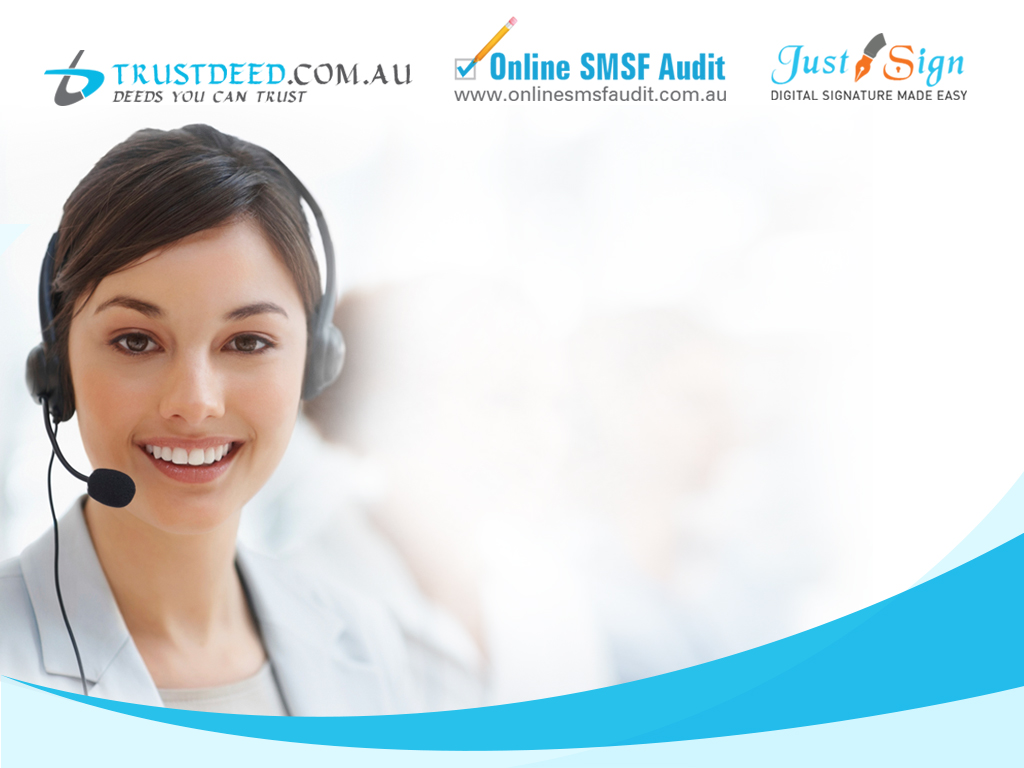 TRUSTDEED.COM.AU
DEEDS YOU CAN TRUST
Online SMSF Audit
www.onlinesmsfaudit.com.au
Just Sign
DIGITAL SIGNATURE MADE EASY